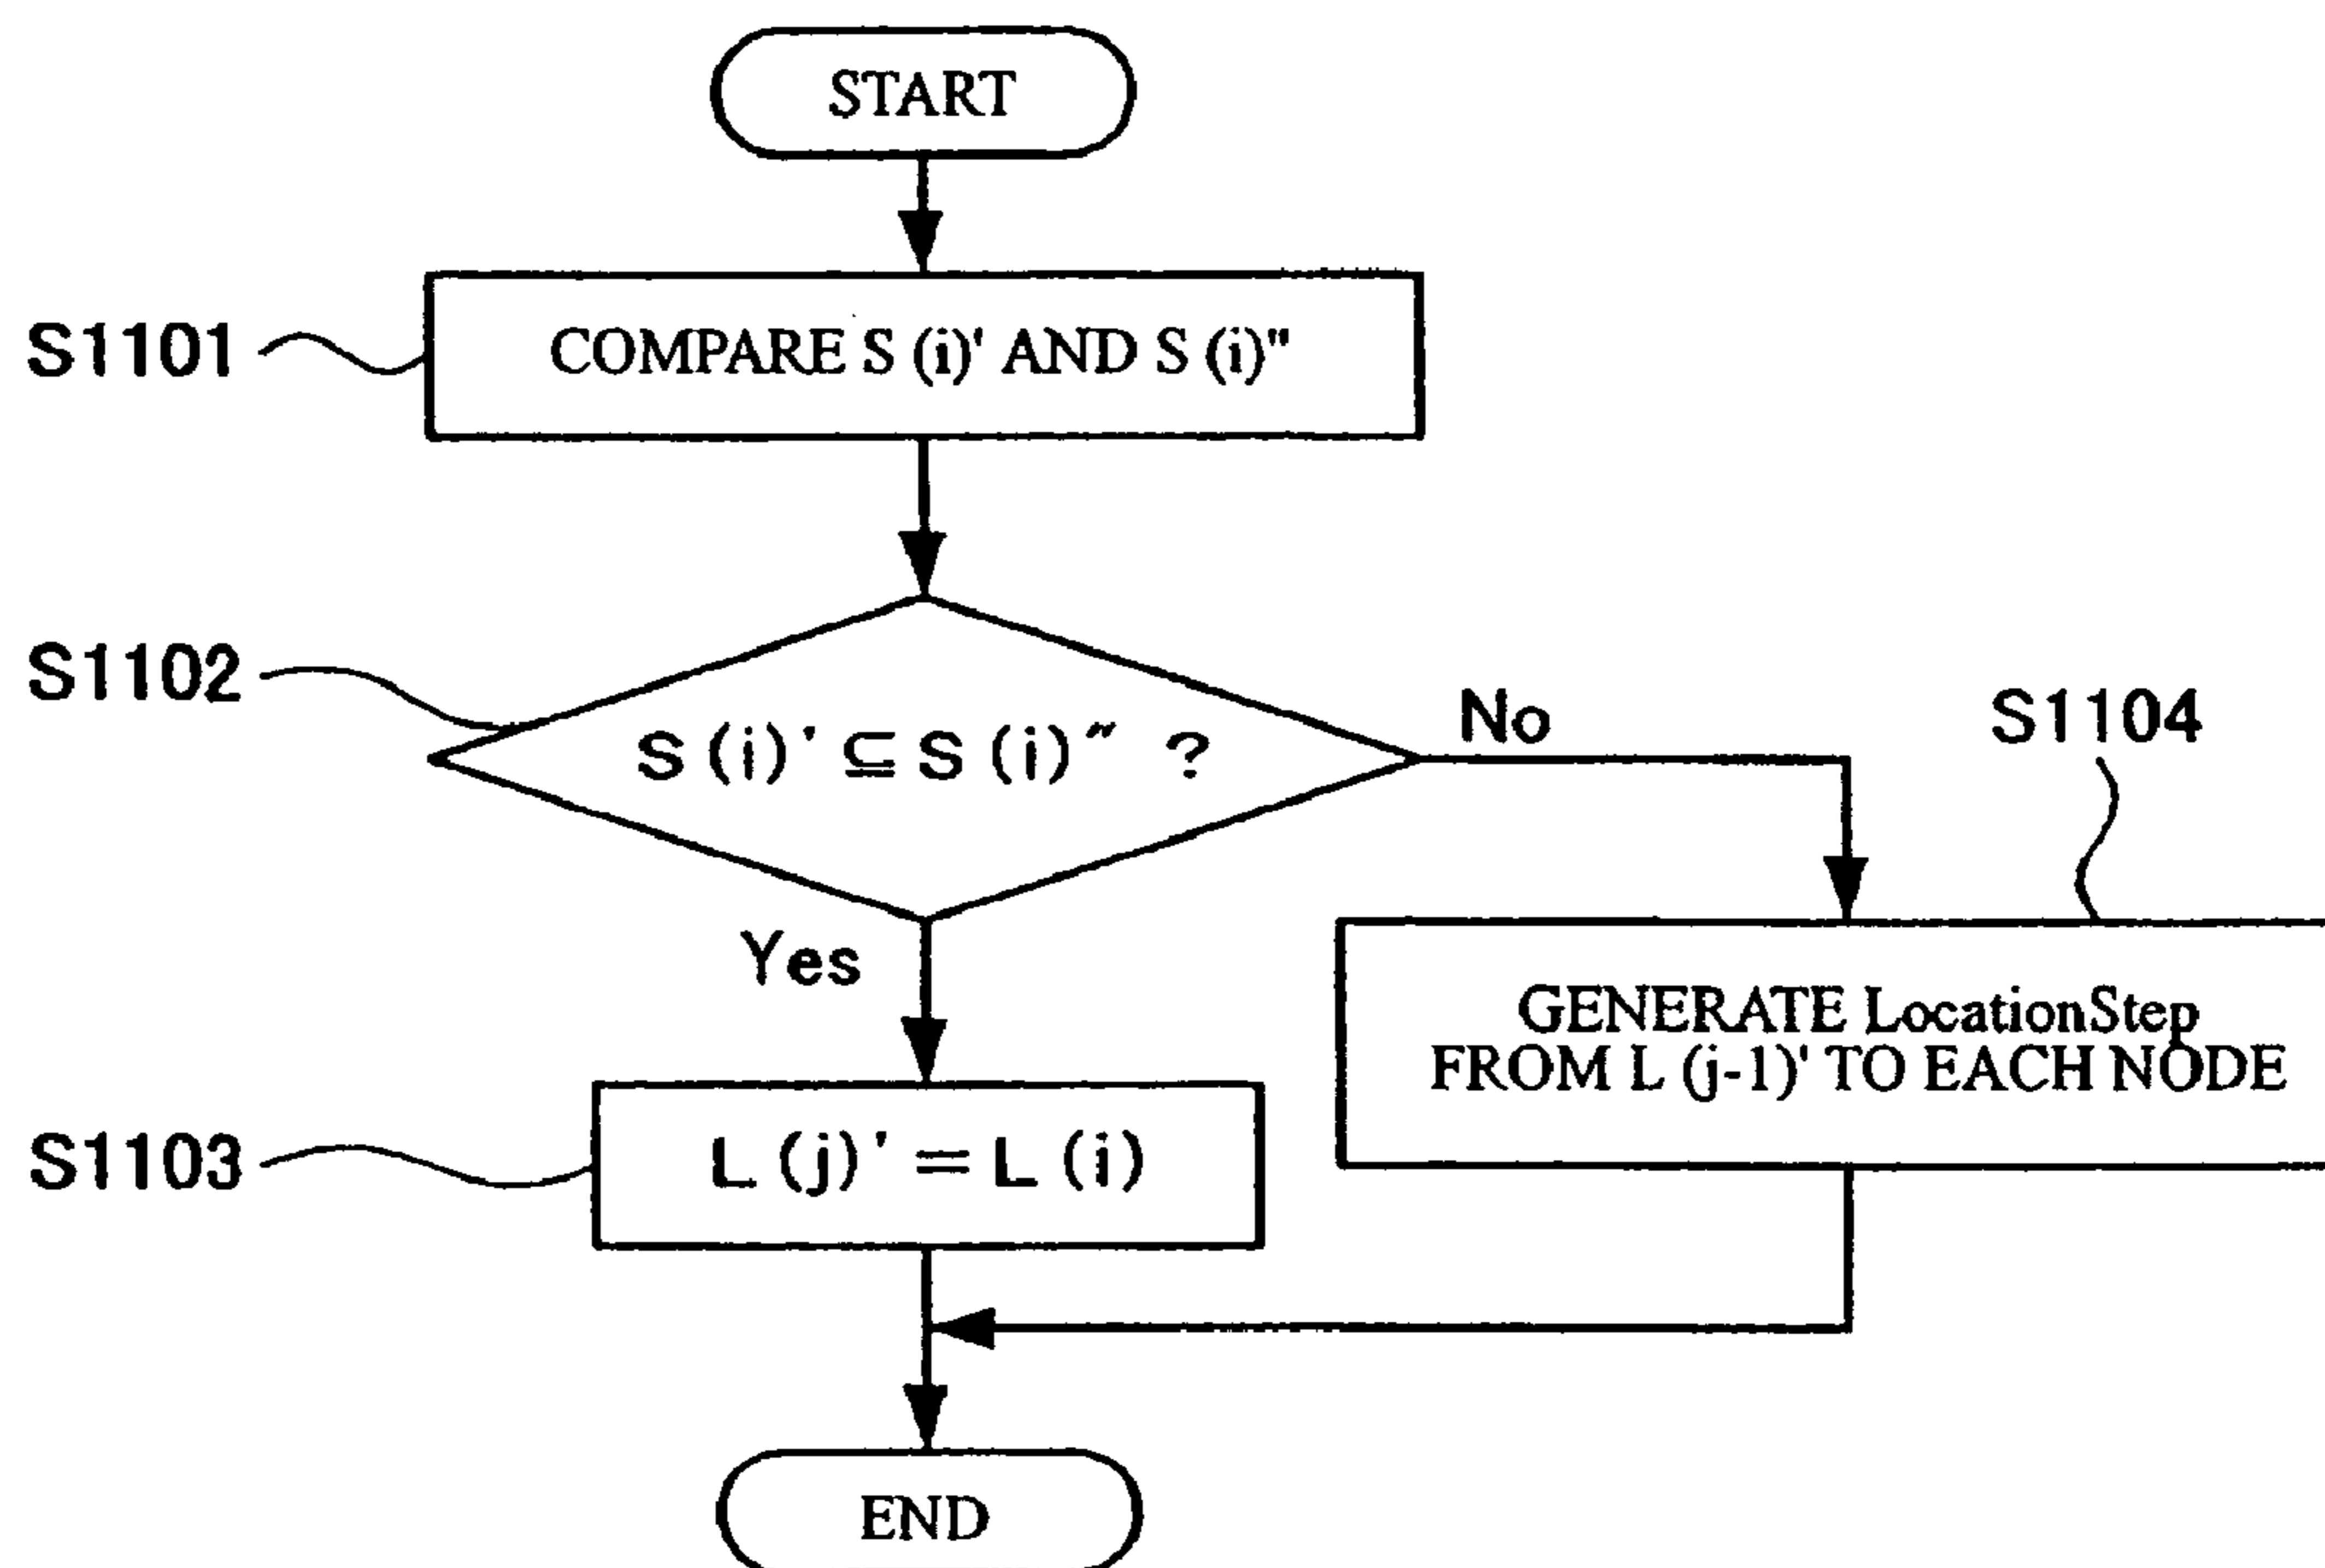 START
S1101
COMPARE S (i)' AND S (i)"
S1102
S (i)' ⊆ S (i)" ?
No
S1104
Yes
GENERATE LocationStep
FROM L (j-1)' TO EACH NODE
S1103
L (j)' = L (i)
END